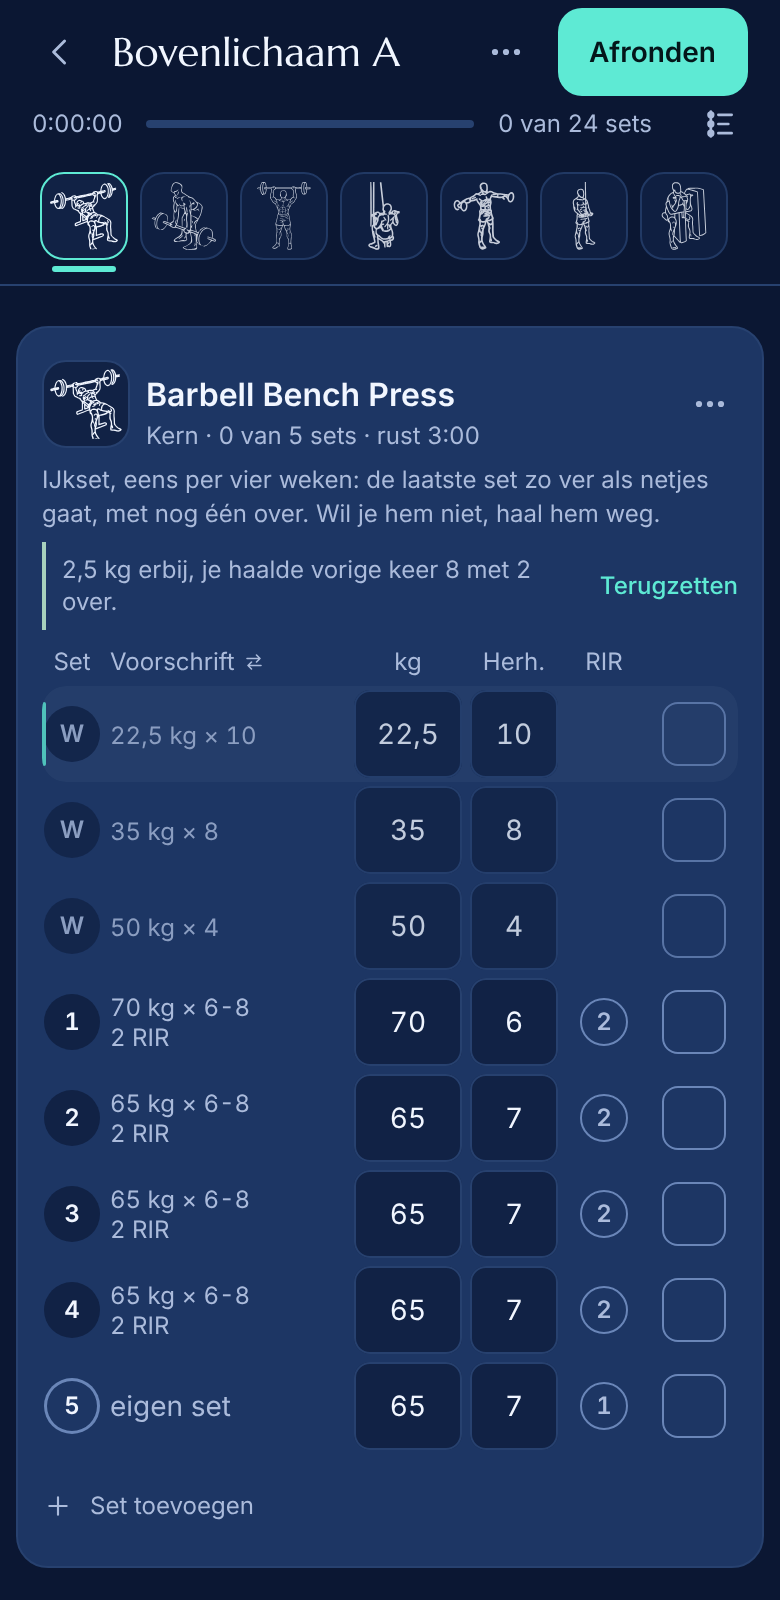 Bovenlichaam A
Afronden
0:00:00
0 van 24 sets
Barbell Bench Press
Kern · 0 van 5 sets · rust 3:00
IJkset, eens per vier weken: de laatste set zo ver als netjes
gaat, met nog één over. Wil je hem niet, haal hem weg.
2,5 kg erbij, je haalde vorige keer 8 met 2
over.
Terugzetten
Set Voorschrift ⇄ kg Herh. RIR
W 22,5 kg × 10 22,5 10
W 35 kg × 8 35 8
W 50 kg × 4 50 4
1 70 kg × 6-8 70 6 2
2 RIR
2 65 kg × 6-8 65 7 2
2 RIR
3 65 kg × 6-8 65 7 2
2 RIR
4 65 kg × 6-8 65 7 2
2 RIR
5 eigen set 65 7 1
+ Set toevoegen